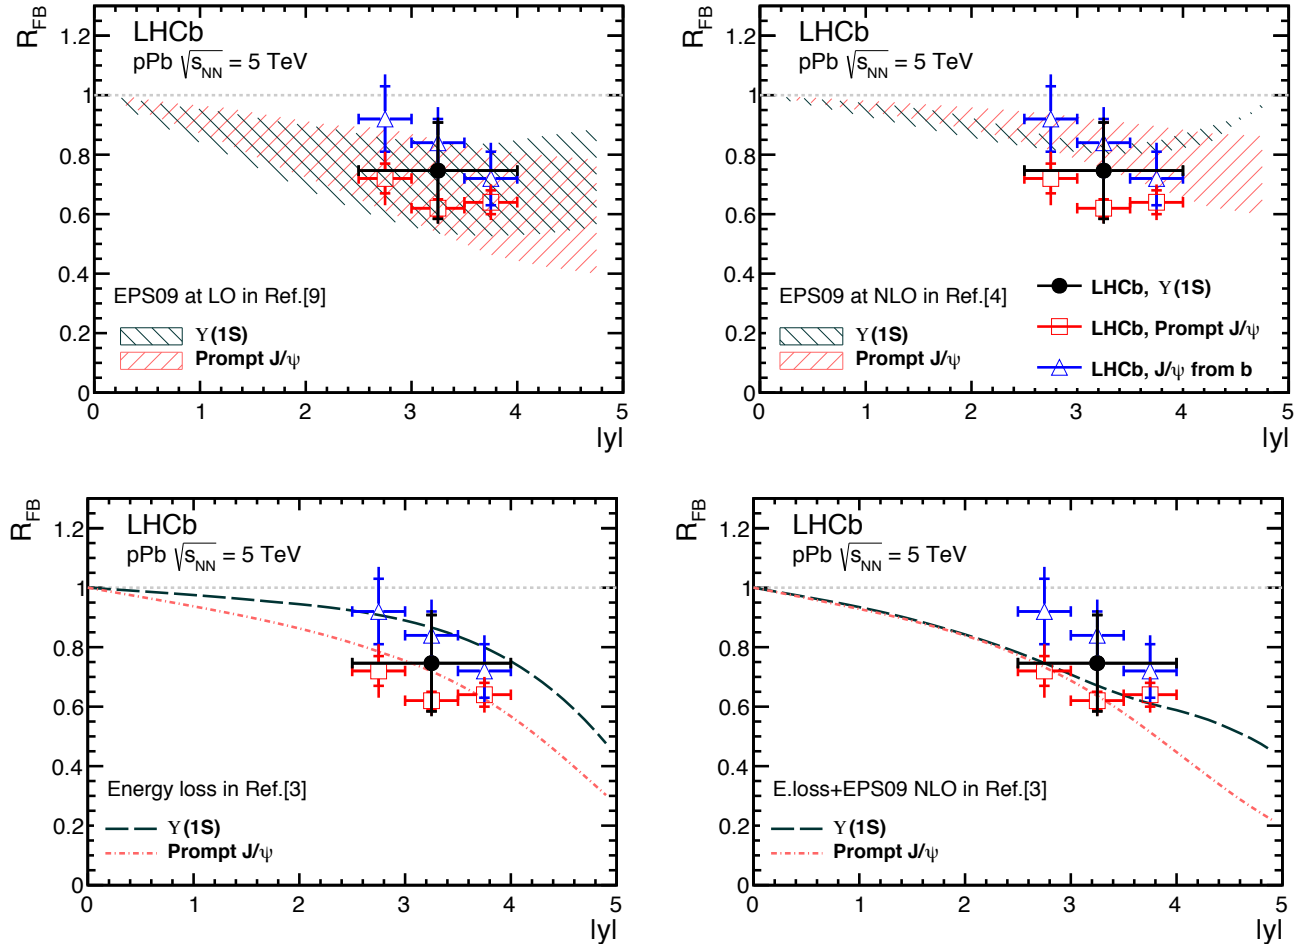 R_FB
LHCb
pPb √s_NN = 5 TeV
1.2
1
0.8
0.6
0.4
0.2
0
EPS09 at LO in Ref.[9]
ϒ(1S)
Prompt J/ψ
0 1 2 3 4 5
|y|
R_FB
LHCb
pPb √s_NN = 5 TeV
1.2
1
0.8
0.6
0.4
0.2
0
EPS09 at NLO in Ref.[4]
ϒ(1S)
Prompt J/ψ
LHCb, ϒ(1S)
LHCb, Prompt J/ψ
LHCb, J/ψ from b
0 1 2 3 4 5
|y|
R_FB
LHCb
pPb √s_NN = 5 TeV
1.2
1
0.8
0.6
0.4
0.2
0
Energy loss in Ref.[3]
ϒ(1S)
Prompt J/ψ
0 1 2 3 4 5
|y|
R_FB
LHCb
pPb √s_NN = 5 TeV
1.2
1
0.8
0.6
0.4
0.2
0
E.loss+EPS09 NLO in Ref.[3]
ϒ(1S)
Prompt J/ψ
0 1 2 3 4 5
|y|